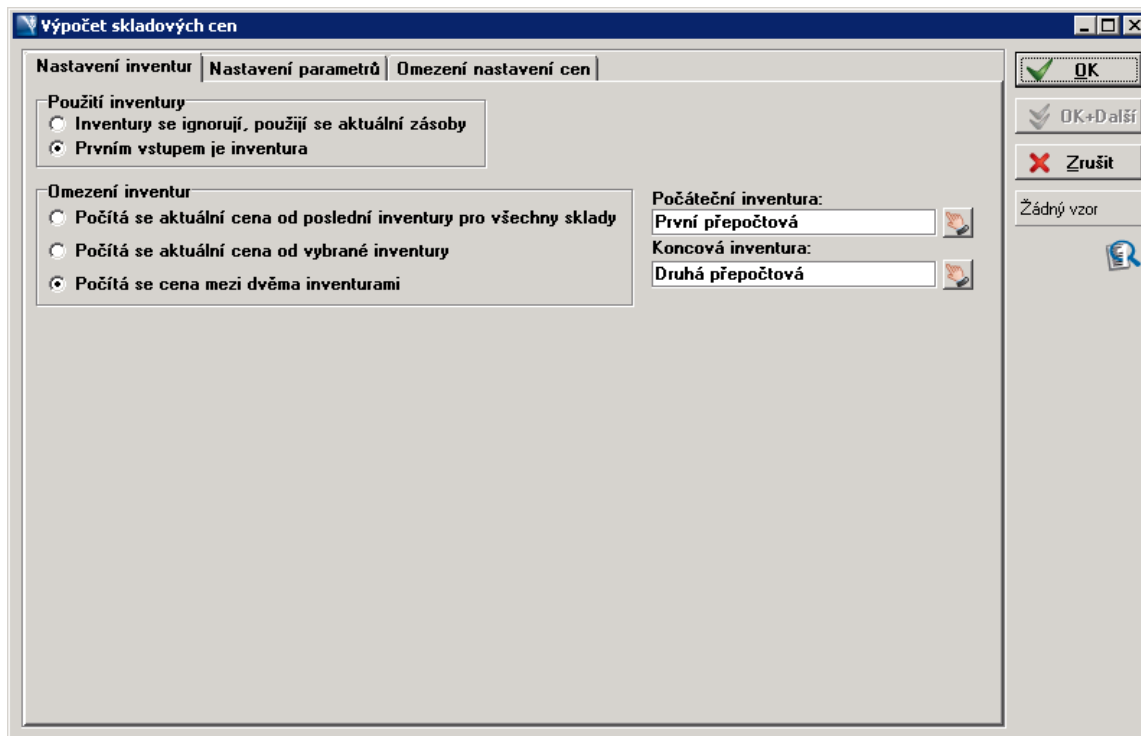 Výpočet skladových cen
Nastavení inventur
Nastavení parametrů
Omezení nastavení cen
Použití inventury
Inventury se ignorují, použijí se aktuální zásoby
Prvním vstupem je inventura
Omezení inventur
Počítá se aktuální cena od poslední inventury pro všechny sklady
Počítá se aktuální cena od vybrané inventury
Počítá se cena mezi dvěma inventurami
Počáteční inventura:
První přepočtová
Koncová inventura:
Druhá přepočtová
OK
OK+Další
Zrušit
Žádný vzor